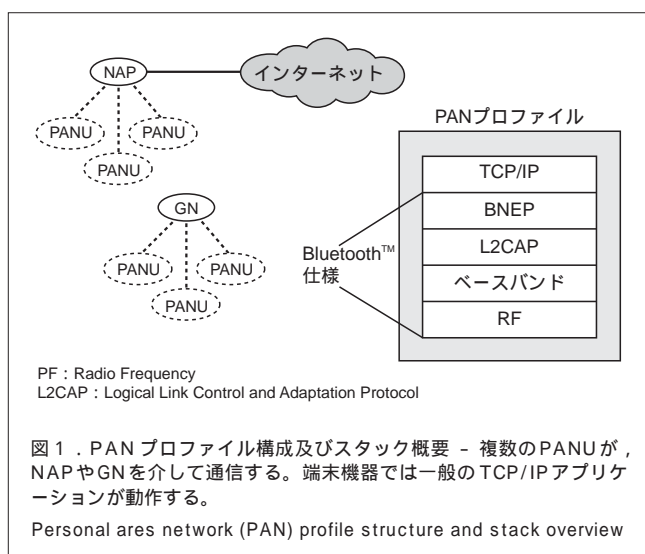 NAP
インターネット
PANU
PANU
PANU
GN
PANU
PANU
PANU
PANプロファイル
TCP/IP
BNEP
L2CAP
ベースバンド
RF
Bluetooth™
仕様
PF：Radio Frequency
L2CAP：Logical Link Control and Adaptation Protocol
図1．PANプロファイル構成及びスタック概要 － 複数のPANUが，
NAPやGNを介して通信する。端末機器では一般のTCP/IPアプリケ
ーションが動作する。
Personal ares network (PAN) profile structure and stack overview